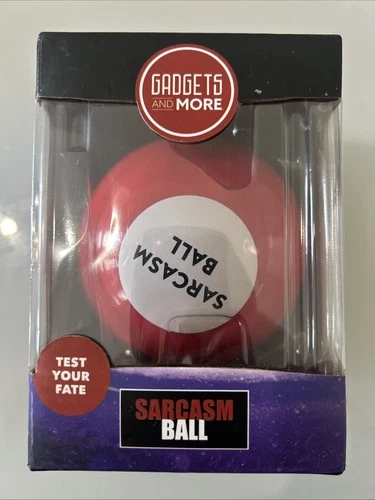 GADGETS
AND MORE
SARCASM
BALL
TEST
YOUR
FATE
SARCASM
BALL